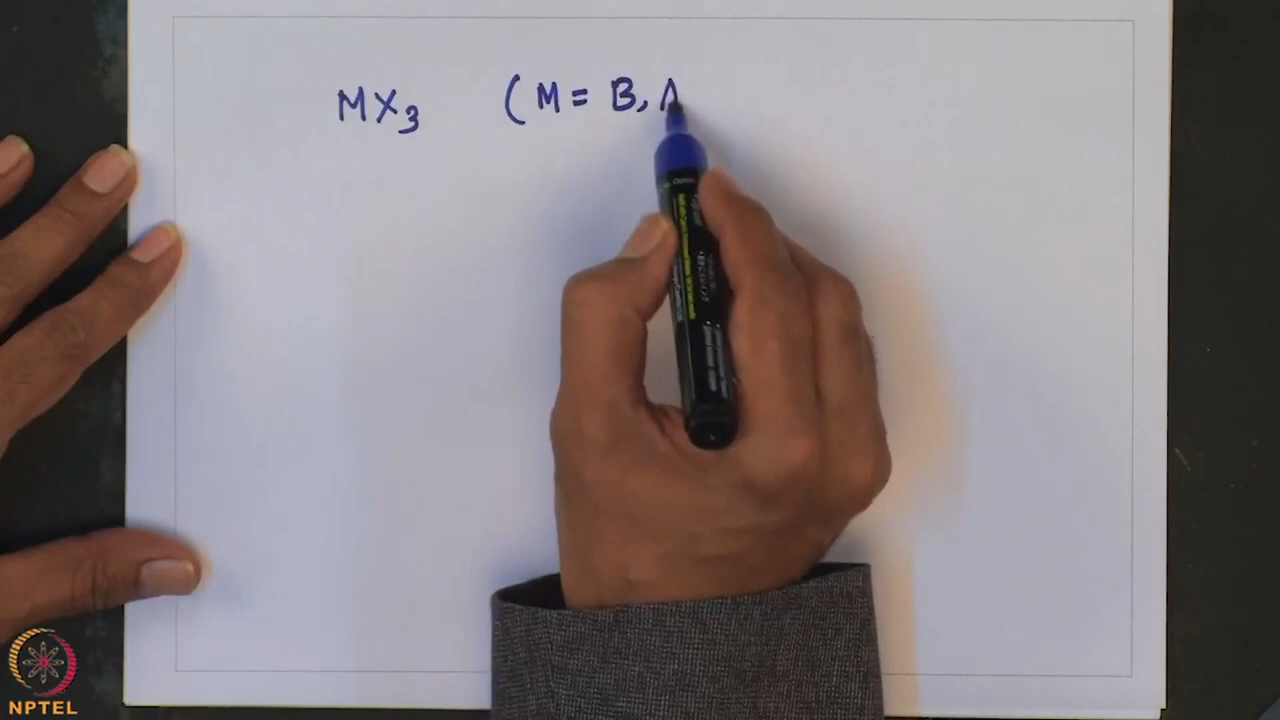 MX₃ (M = B, A
NPTEL